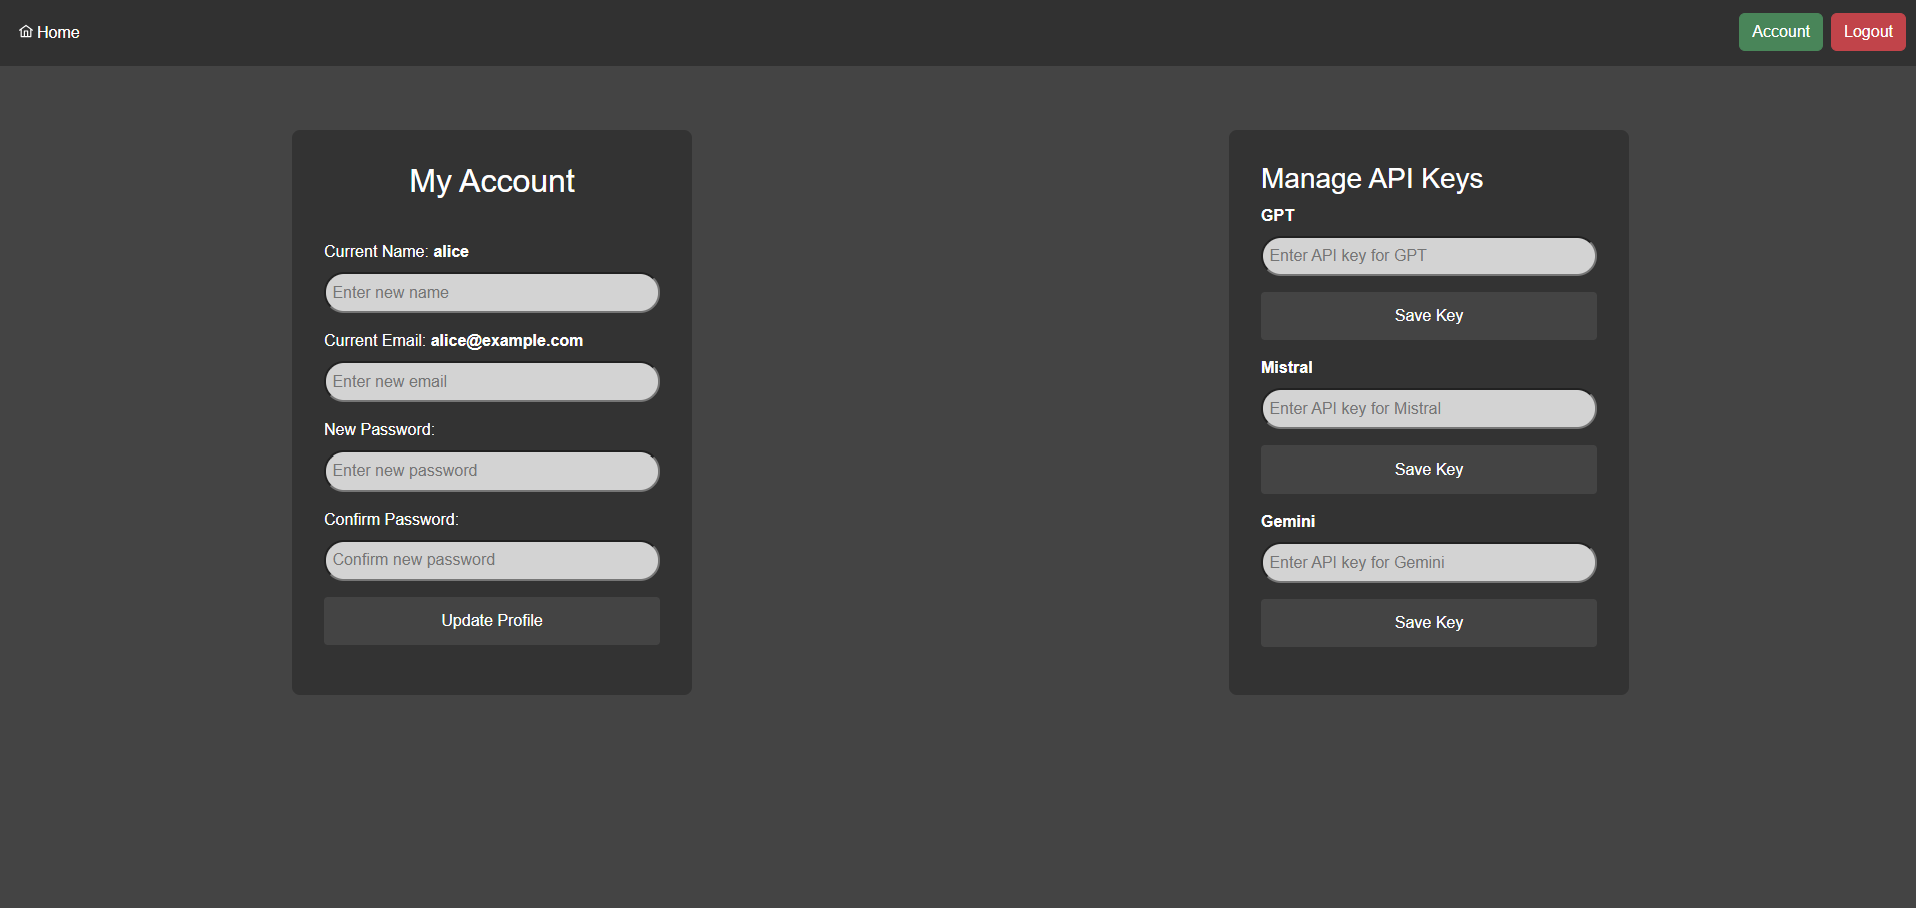 Home
Account
Logout
My Account
Current Name: alice
Enter new name
Current Email: alice@example.com
Enter new email
New Password:
Enter new password
Confirm Password:
Confirm new password
Update Profile
Manage API Keys
GPT
Enter API key for GPT
Save Key
Mistral
Enter API key for Mistral
Save Key
Gemini
Enter API key for Gemini
Save Key